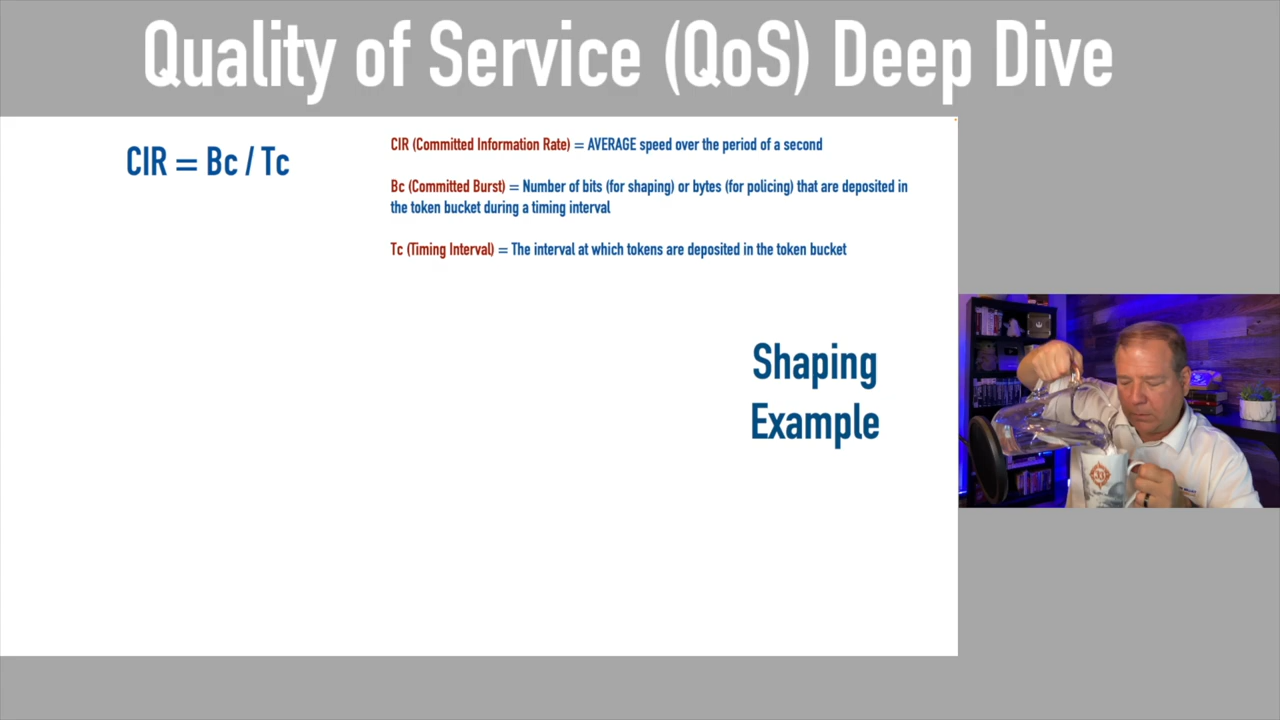 Quality of Service (QoS) Deep Dive
CIR = Bc / Tc
CIR (Committed Information Rate) = AVERAGE speed over the period of a second
Bc (Committed Burst) = Number of bits (for shaping) or bytes (for policing) that are deposited in
the token bucket during a timing interval
Tc (Timing Interval) = The interval at which tokens are deposited in the token bucket
Shaping
Example